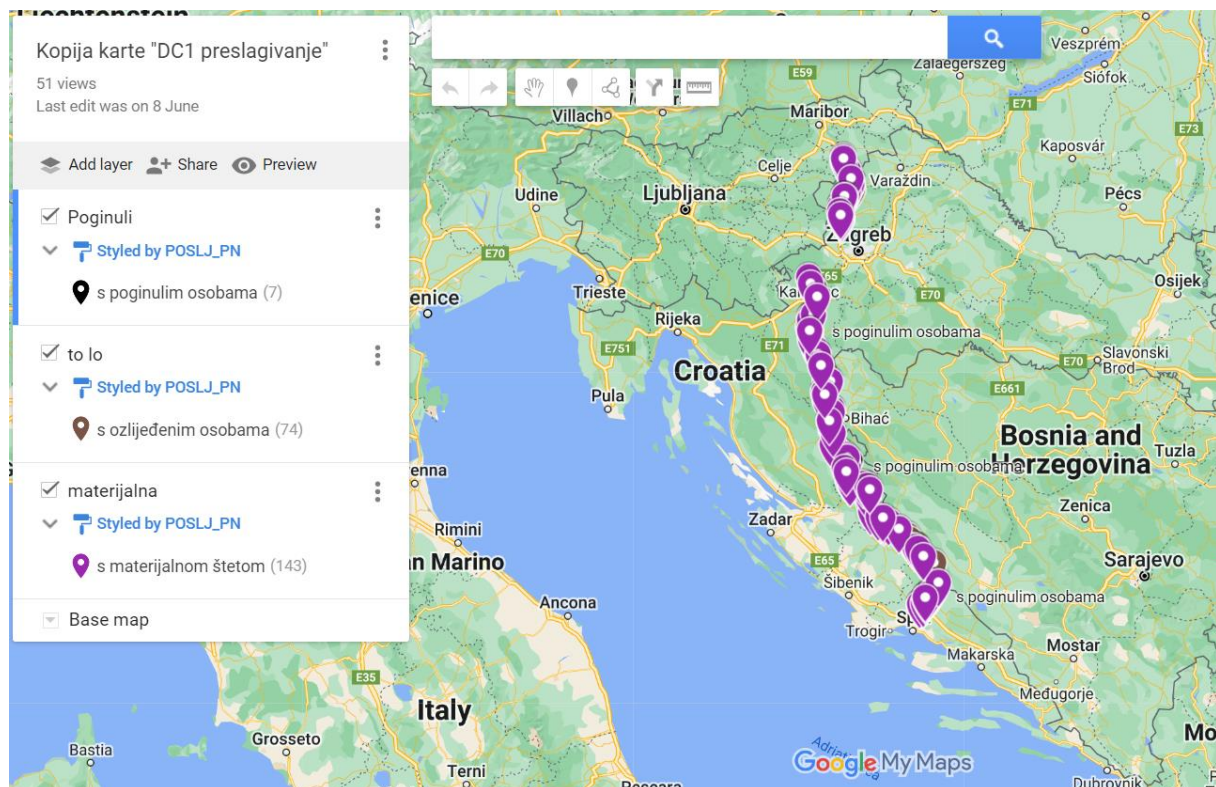 Kopija karte "DC1 preslagivanje"
51 views
Last edit was on 8 June
Add layer
Share
Preview
Poginuli
Styled by POSLJ_PN
s poginulim osobama (7)
to lo
Styled by POSLJ_PN
s ozlijeđenim osobama (74)
materijalna
Styled by POSLJ_PN
s materijalnom štetom (143)
Base map
Veszprém
Zalaegerszeg
Siófok
E59
E71
E73
Maribor
Villach
Kaposvár
Celje
Varaždin
Pécs
Udine
Ljubljana
Zagreb
E70
E65
Trieste
E70
Osijek
Rijeka
s poginulim osobama
E751
E71
Croatia
E70
Slavonski
Brod
E661
Pula
Bihać
Bosnia and
Herzegovina
Tuzla
s poginulim osobama
Zenica
Zadar
Rimini
San Marino
E65
Sarajevo
Šibenik
s poginulim osobama
Ancona
Trogir
Mostar
Makarska
E35
Međugorje
Italy
Grosseto
Bastia
Google My Maps
Terni
Dubrovnik